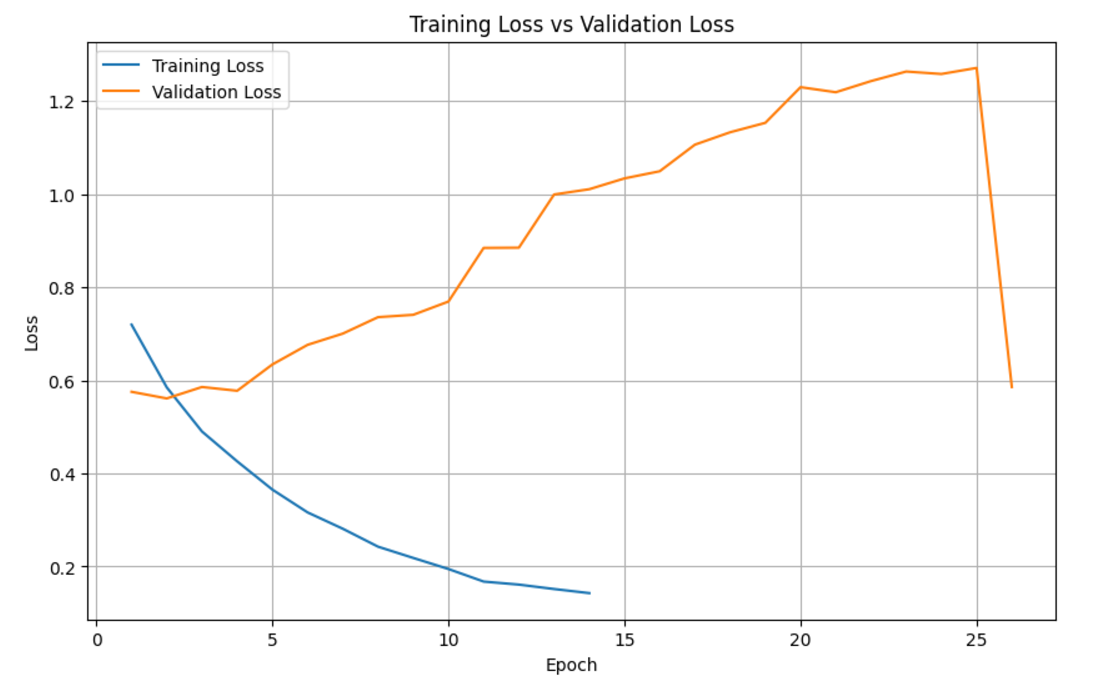 Training Loss vs Validation Loss
Training Loss
Validation Loss
1.2
1.0
0.8
0.6
0.4
0.2
Loss
0 5 10 15 20 25
Epoch